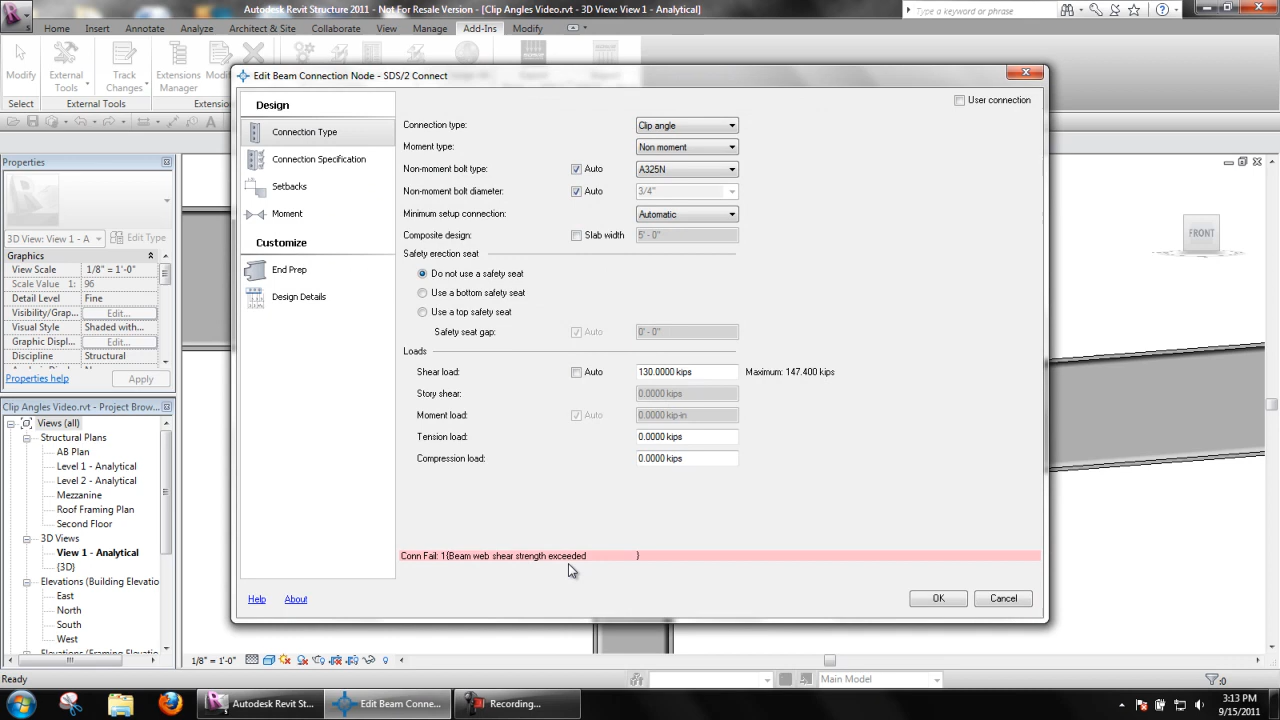 Autodesk Revit Structure 2011 - Not For Resale Version - [Clip Angles Video.rvt - 3D View: View 1 - Analytical]
Type a keyword or phrase
Home Insert Annotate Analyze Architect & Site Collaborate View Manage Add-Ins Modify
Modify
External Tools
Track Changes
Extensions Manager
Select
External Tools
Edit Beam Connection Node - SDS/2 Connect
Design
Connection Type
Connection Specification
Setbacks
Moment
Customize
End Prep
Design Details
Help
About
User connection
Connection type: Clip angle
Moment type: Non moment
Non-moment bolt type: Auto A325N
Non-moment bolt diameter: Auto 3/4"
Minimum setup connection: Automatic
Composite design: Slab width 5'- 0"
Safety erection seat
Do not use a safety seat
Use a bottom safety seat
Use a top safety seat
Safety seat gap: Auto 0'- 0"
Loads
Shear load: Auto 130.0000 kips Maximum: 147.400 kips
Story shear: 0.0000 kips
Moment load: Auto 0.0000 kip-in
Tension load: 0.0000 kips
Compression load: 0.0000 kips
Conn Fail: 1{Beam web shear strength exceeded }
OK
Cancel
FRONT
Properties
3D View: View 1 - A
Edit Type
Graphics
View Scale 1/8" = 1'-0"
Scale Value 1: 96
Detail Level Fine
Visibility/Grap... Edit...
Visual Style Shaded with...
Graphic Displ... Edit...
Discipline Structural
Properties help
Apply
Clip Angles Video.rvt - Project Brow...
Views (all)
Structural Plans
AB Plan
Level 1 - Analytical
Level 2 - Analytical
Mezzanine
Roof Framing Plan
Second Floor
3D Views
View 1 - Analytical
{3D}
Elevations (Building Elevatio
East
North
South
West
1/8" = 1'-0"
Ready
Main Model
:0
Autodesk Revit St...
Edit Beam Conne...
Recording...
3:13 PM
9/15/2011